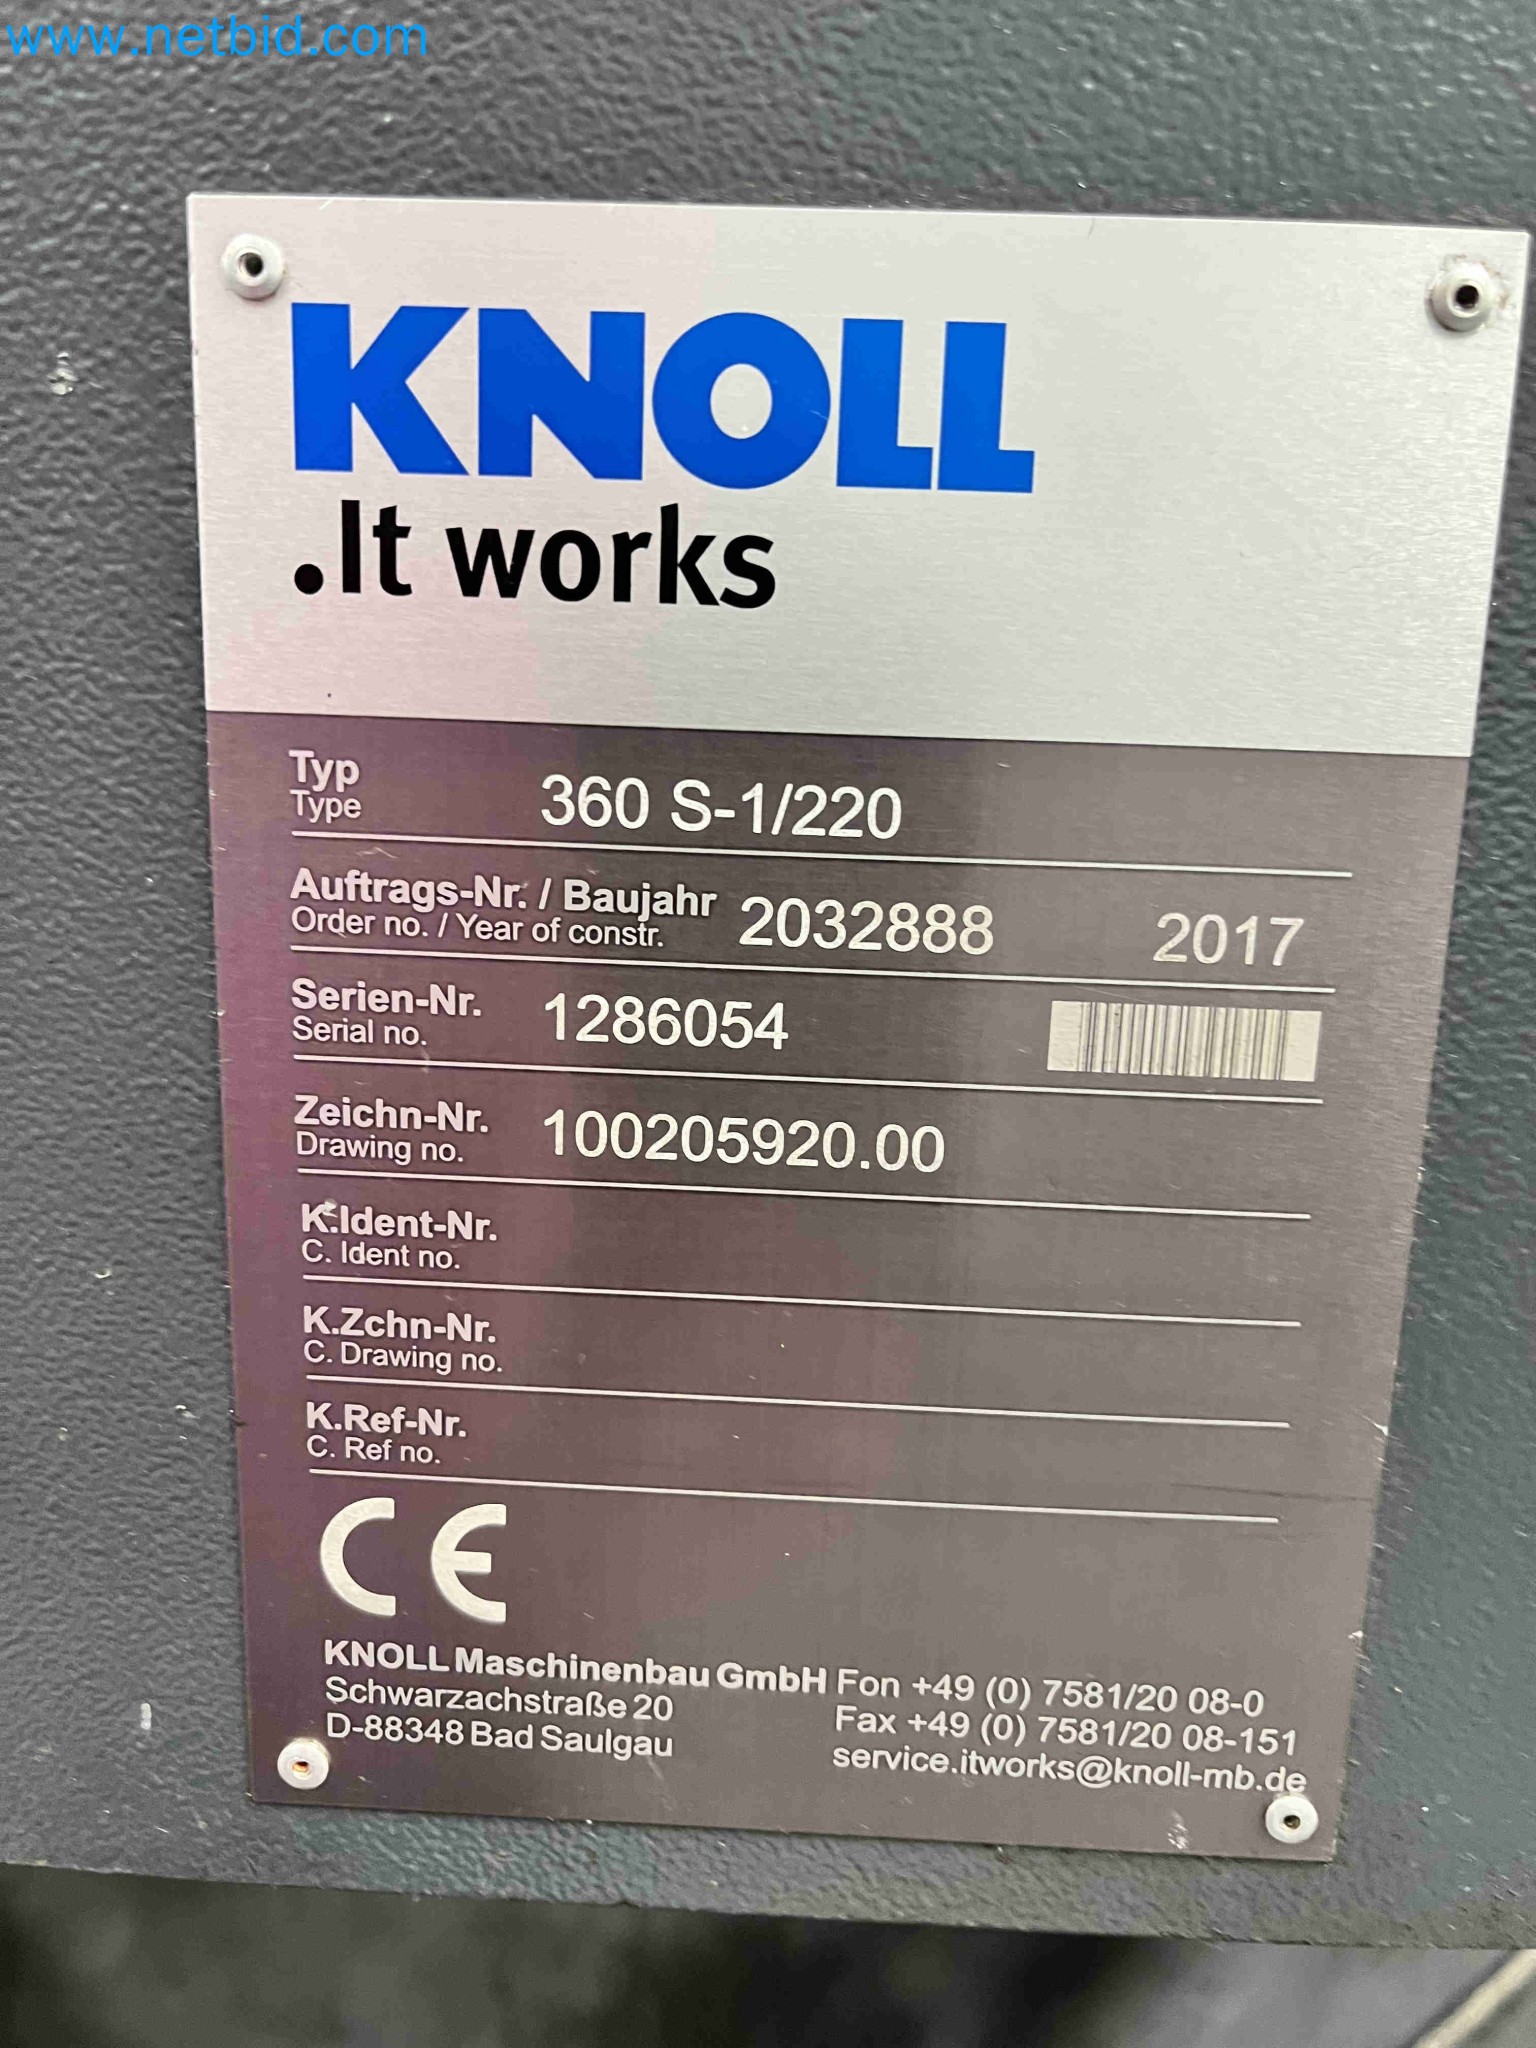 www.netbid.com
KNOLL
.It works
Typ
Type
360 S-1/220
Auftrags-Nr. / Baujahr
Order no. / Year of constr.
2032888 2017
Serien-Nr.
Serial no.
1286054
Zeichn-Nr.
Drawing no.
100205920.00
K.Ident-Nr.
C. Ident no.
K.Zchn-Nr.
C. Drawing no.
K.Ref-Nr.
C. Ref no.
CE
KNOLL Maschinenbau GmbH
Schwarzachstraße 20
D-88348 Bad Saulgau
Fon +49 (0) 7581/20 08-0
Fax +49 (0) 7581/20 08-151
service.itworks@knoll-mb.de